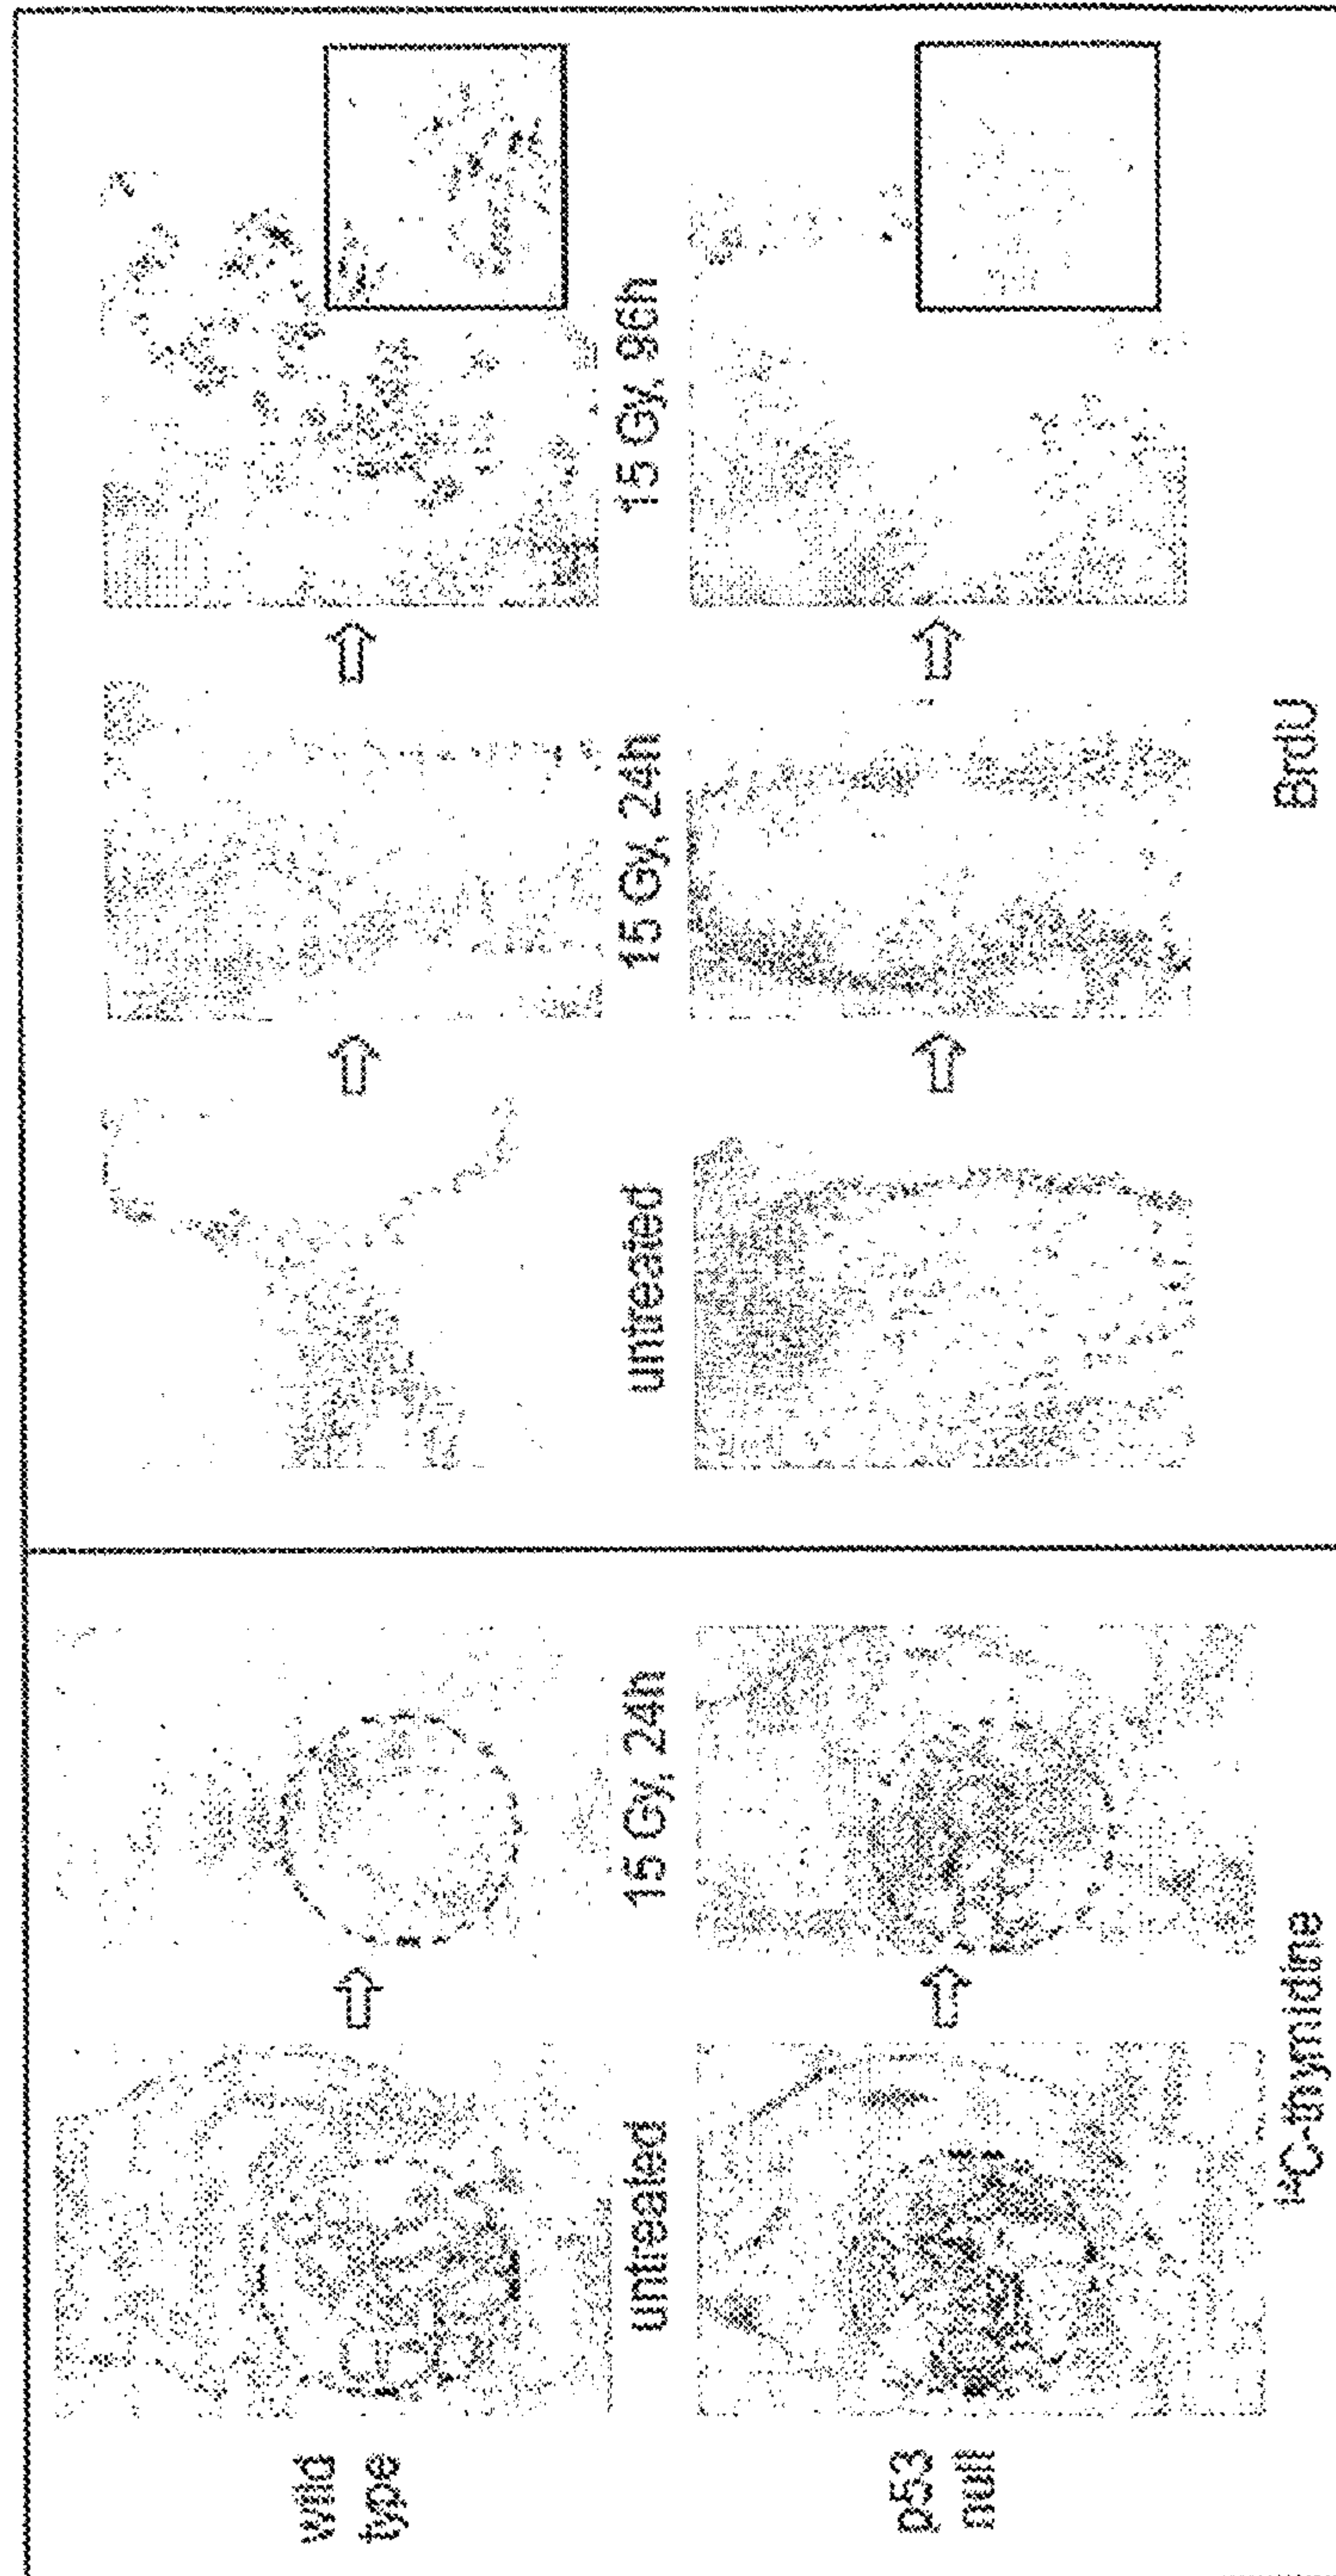 wild
type
untreated
15 Gy, 24h
untreated
15 Gy, 24h
15 Gy, 96h
p53
null
¹⁴C-thymidine
BrdU